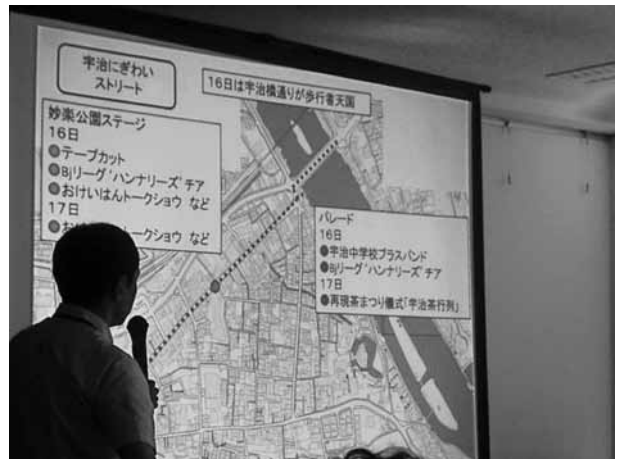 宇治にぎわい
ストリート
16日は宇治橋通りが歩行者天国
妙楽公園ステージ
16日
●テープカット
●Bjリーグ‘ハンナリーズ’チア
●おけいはんトークショウ など
17日
●おけ トークショウ など
パレード
16日
●宇治中学校ブラスバンド
●Bjリーグ‘ハンナリーズ’チア
17日
●再現茶まつり儀式「宇治茶行列」